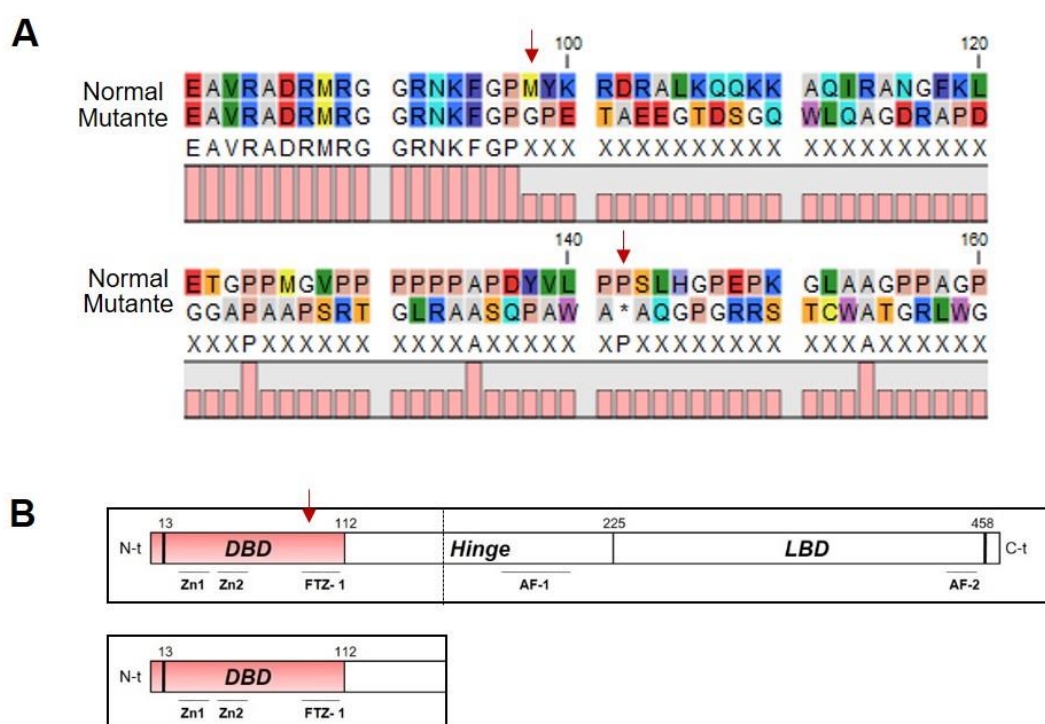 A
100 120
Normal EAVRADRMRG GRNKFGPMYK RDRALKQQKK AQIRANGFKL
Mutante EAVRADRMRG GRNKFGPGPE TAEEGTDSGQ WLQAGDRAPD
EAVRADRMRG GRNKFGPXXX XXXXXXXXXX XXXXXXXXXX
140 160
Normal ETGPPMGVPP PPPPAPDYVL PPSLHGPEPK GLAAGPPAGP
Mutante GGAPAAPSRT GLRAASQPAW A*AQGPGRRS TCWATGRLWG
XXXPXXXXXX XXXXAXXXXX XPXXXXXXXX XXXAXXXXXX
B
13 112 225 458
N-t DBD Hinge LBD C-t
Zn1 Zn2 FTZ-1 AF-1 AF-2
13 112
N-t DBD
Zn1 Zn2 FTZ-1